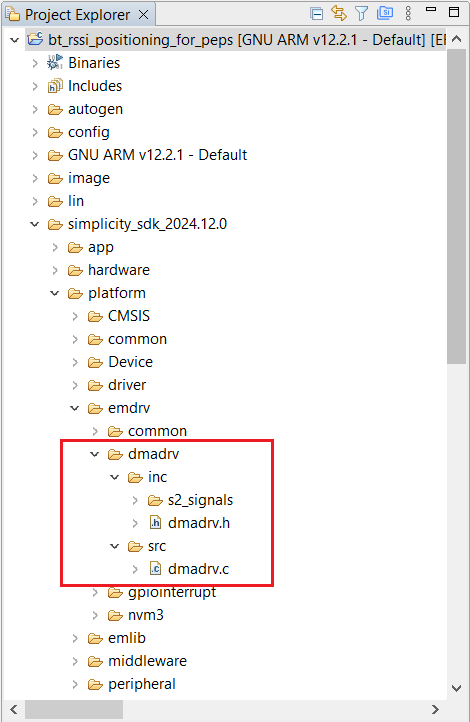 Project Explorer
bt_rssi_positioning_for_peps [GNU ARM v12.2.1 - Default] [EF
Binaries
Includes
autogen
config
GNU ARM v12.2.1 - Default
image
lin
simplicity_sdk_2024.12.0
app
hardware
platform
CMSIS
common
Device
driver
emdrv
common
dmadrv
inc
s2_signals
dmadrv.h
src
dmadrv.c
gpiointerrupt
nvm3
emlib
middleware
peripheral